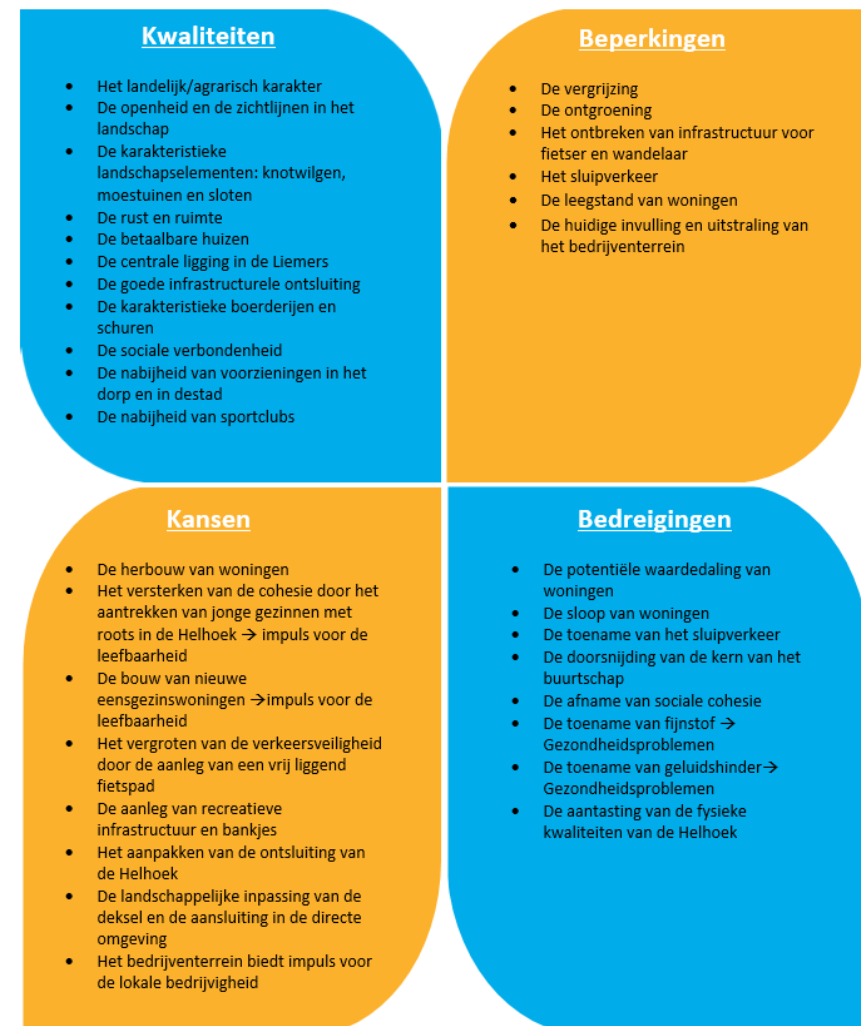 Kwaliteiten
• Het landelijk/agrarisch karakter
• De openheid en de zichtlijnen in het
landschap
• De karakteristieke
landschapselementen: knotwilgen,
moestuinen en sloten
• De rust en ruimte
• De betaalbare huizen
• De centrale ligging in de Liemers
• De goede infrastructurele ontsluiting
• De karakteristieke boerderijen en
schuren
• De sociale verbondenheid
• De nabijheid van voorzieningen in het
dorp en in destad
• De nabijheid van sportclubs
Beperkingen
• De vergrijzing
• De ontgroening
• Het ontbreken van infrastructuur voor
fietser en wandelaar
• Het sluipverkeer
• De leegstand van woningen
• De huidige invulling en uitstraling van
het bedrijventerrein
Kansen
• De herbouw van woningen
• Het versterken van de cohesie door het
aantrekken van jonge gezinnen met
roots in de Helhoek → impuls voor de
leefbaarheid
• De bouw van nieuwe
eensgezinswoningen →impuls voor de
leefbaarheid
• Het vergroten van de verkeersveiligheid
door de aanleg van een vrij liggend
fietspad
• De aanleg van recreatieve
infrastructuur en bankjes
• Het aanpakken van de ontsluiting van
de Helhoek
• De landschappelijke inpassing van de
deksel en de aansluiting in de directe
omgeving
• Het bedrijventerrein biedt impuls voor
de lokale bedrijvigheid
Bedreigingen
• De potentiële waardedaling van
woningen
• De sloop van woningen
• De toename van het sluipverkeer
• De doorsnijding van de kern van het
buurtschap
• De afname van sociale cohesie
• De toename van fijnstof →
Gezondheidsproblemen
• De toename van geluidshinder→
Gezondheidsproblemen
• De aantasting van de fysieke
kwaliteiten van de Helhoek